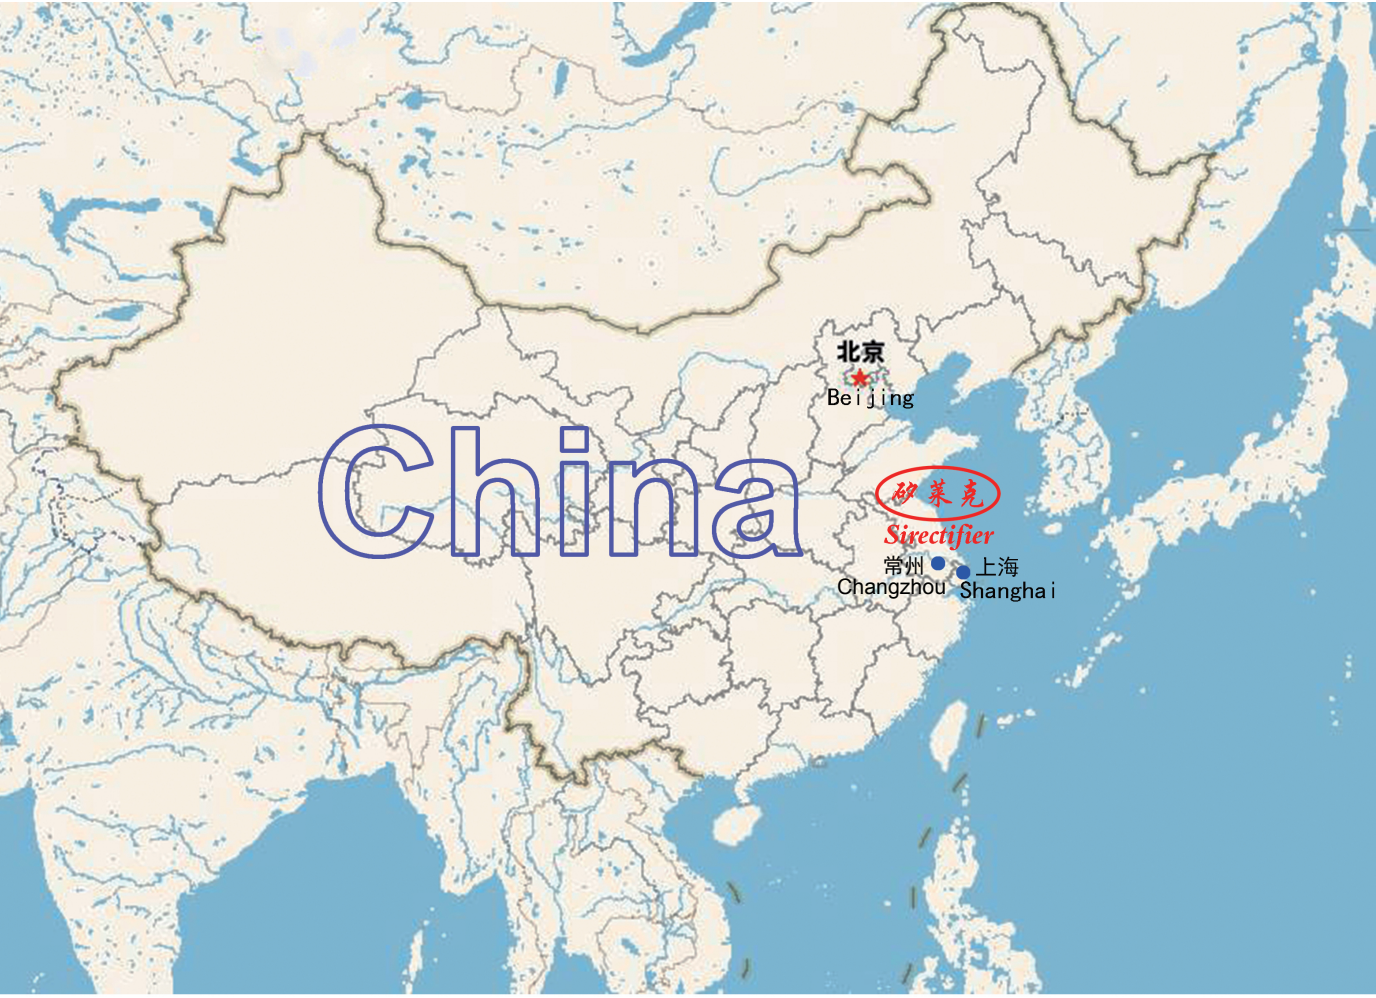 北京
Beijing
China
矽莱克
Sirectifier
常州
上海
Changzhou
Shanghai